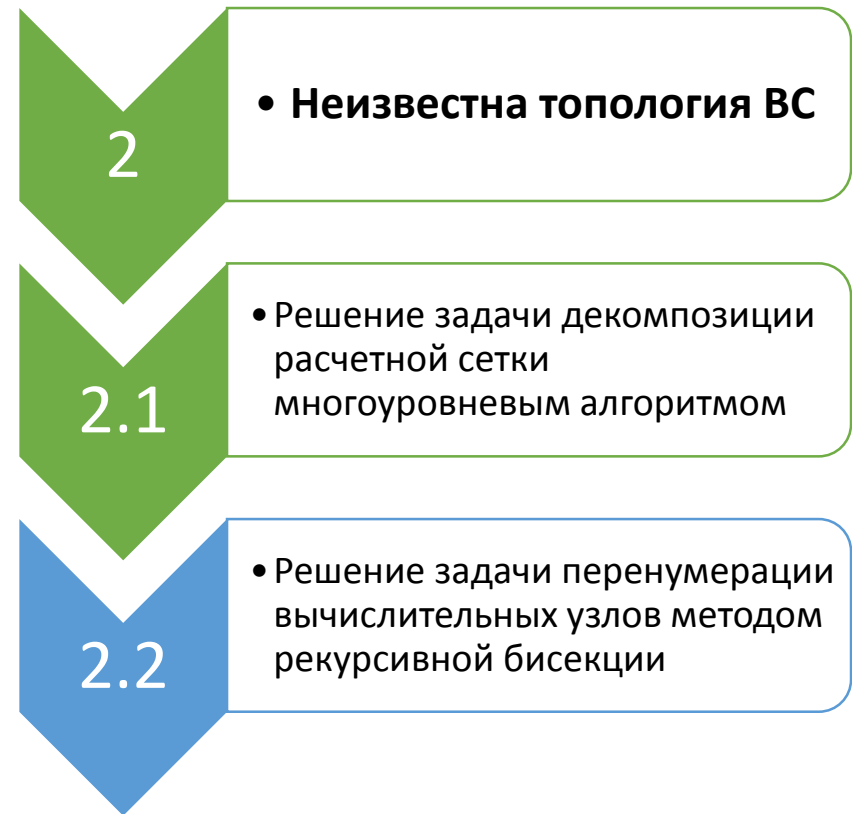 2
• Неизвестна топология ВС
2.1
• Решение задачи декомпозиции
расчетной сетки
многоуровневым алгоритмом
2.2
• Решение задачи перенумерации
вычислительных узлов методом
рекурсивной бисекции